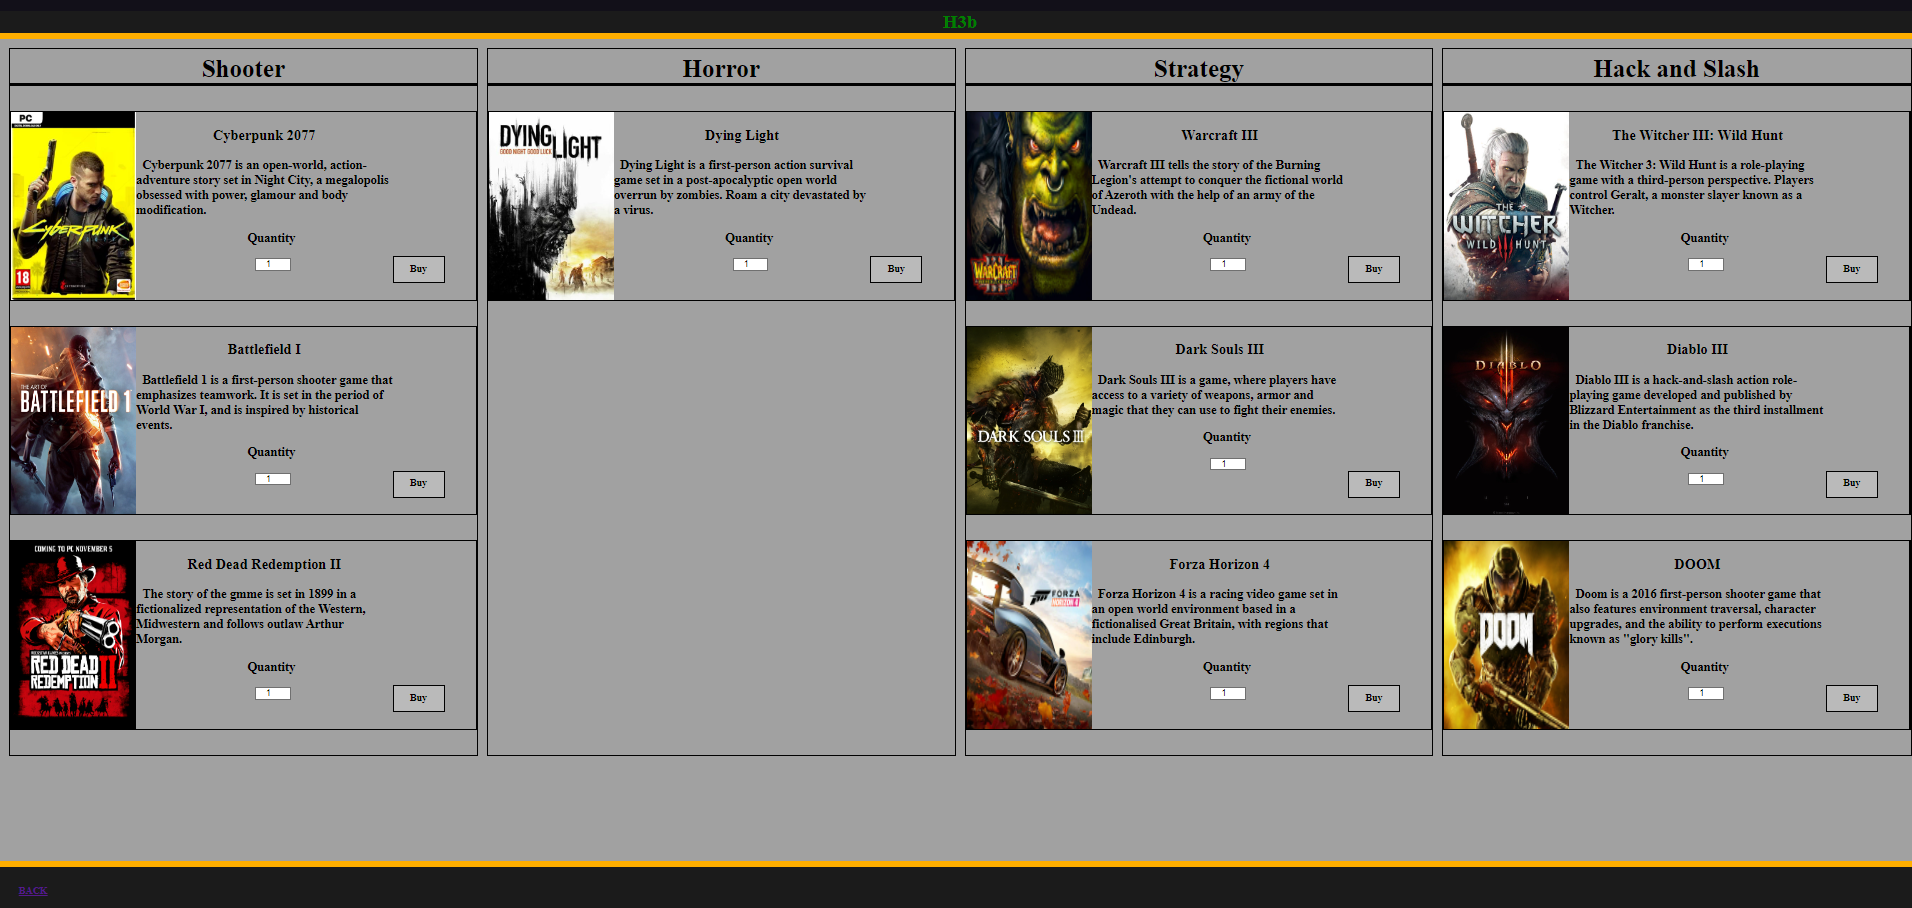 H3b
Shooter
PC
CYBERPUNK
18
Cyberpunk 2077
Cyberpunk 2077 is an open-world, action-
adventure story set in Night City, a megalopolis
obsessed with power, glamour and body
modification.
Quantity
1
Buy
THE ART OF
BATTLEFIELD 1
Battlefield I
Battlefield 1 is a first-person shooter game that
emphasizes teamwork. It is set in the period of
World War I, and is inspired by historical
events.
Quantity
1
Buy
COMING TO PC NOVEMBER 5
RED DEAD
REDEMPTION II
Red Dead Redemption II
The story of the gmme is set in 1899 in a
fictionalized representation of the Western,
Midwestern and follows outlaw Arthur
Morgan.
Quantity
1
Buy
Horror
DYING
LIGHT
GOOD NIGHT GOOD LUCK
Dying Light
Dying Light is a first-person action survival
game set in a post-apocalyptic open world
overrun by zombies. Roam a city devastated by
a virus.
Quantity
1
Buy
Strategy
WARCRAFT
III
Warcraft III
Warcraft III tells the story of the Burning
Legion's attempt to conquer the fictional world
of Azeroth with the help of an army of the
Undead.
Quantity
1
Buy
DARK SOULS III
Dark Souls III
Dark Souls III is a game, where players have
access to a variety of weapons, armor and
magic that they can use to fight their enemies.
Quantity
1
Buy
FORZA
HORIZON 4
Forza Horizon 4
Forza Horizon 4 is a racing video game set in
an open world environment based in a
fictionalised Great Britain, with regions that
include Edinburgh.
Quantity
1
Buy
Hack and Slash
THE
WITCHER
WILD HUNT
The Witcher III: Wild Hunt
The Witcher 3: Wild Hunt is a role-playing
game with a third-person perspective. Players
control Geralt, a monster slayer known as a
Witcher.
Quantity
1
Buy
DIABLO
Diablo III
Diablo III is a hack-and-slash action role-
playing game developed and published by
Blizzard Entertainment as the third installment
in the Diablo franchise.
Quantity
1
Buy
DOOM
DOOM
Doom is a 2016 first-person shooter game that
also features environment traversal, character
upgrades, and the ability to perform executions
known as "glory kills".
Quantity
1
Buy
BACK